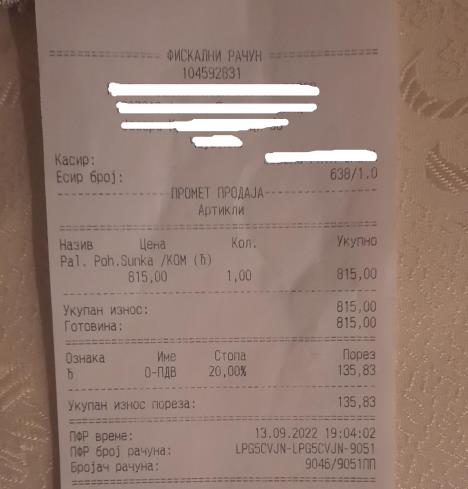 ФИСКАЛНИ РАЧУН
104592831
Касир:
Есир број: 638/1.0
ПРОМЕТ ПРОДАЈА
Артикли
Назив Цена Кол. Укупно
Pal. Poh.Sunka /KOM (Ђ)
815,00 1,00 815,00
Укупан износ: 815,00
Готовина: 815,00
Ознака Име Стопа Порез
Ђ О-ПДВ 20,00% 135,83
Укупан износ пореза: 135,83
ПФР време: 13.09.2022 19:04:02
ПФР број рачуна: LPG5CVJN-LPG5CVJN-9051
Бројач рачуна: 9046/9051ПП